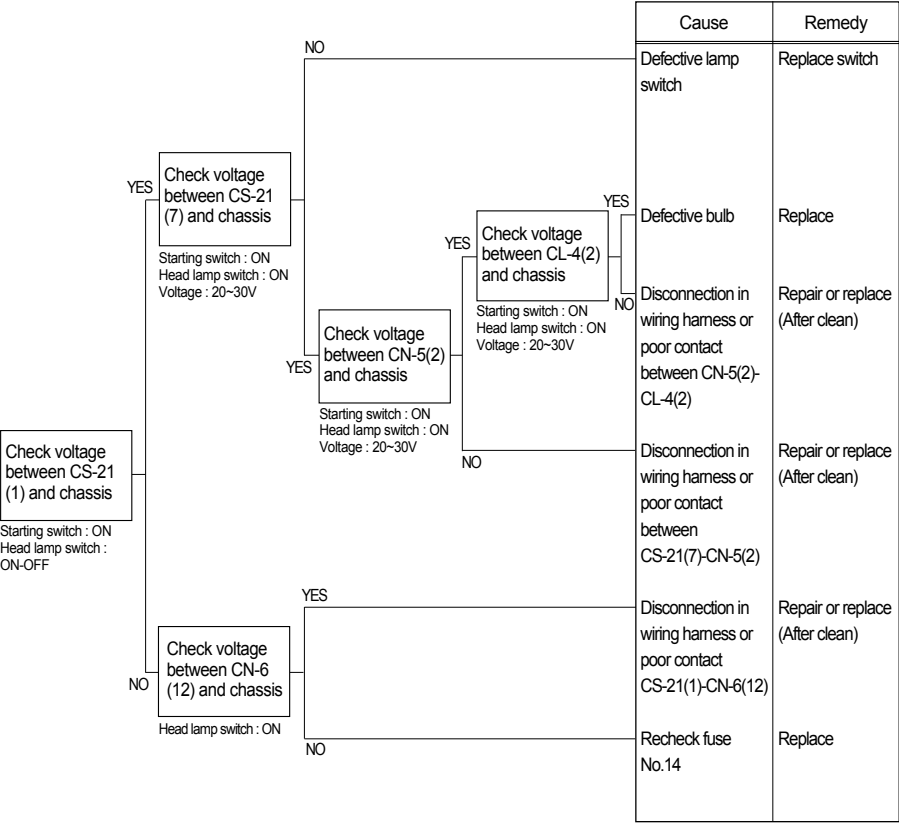 Cause
Remedy
NO
Defective lamp
switch
Replace switch
YES
Check voltage
between CS-21
(7) and chassis
Starting switch : ON
Head lamp switch : ON
Voltage : 20~30V
YES
Check voltage
between CL-4(2)
and chassis
Starting switch : ON
Head lamp switch : ON
Voltage : 20~30V
YES
Defective bulb
Replace
NO
Disconnection in
wiring harness or
poor contact
between CN-5(2)-
CL-4(2)
Repair or replace
(After clean)
YES
Check voltage
between CN-5(2)
and chassis
Starting switch : ON
Head lamp switch : ON
Voltage : 20~30V
NO
Disconnection in
wiring harness or
poor contact
between
CS-21(7)-CN-5(2)
Repair or replace
(After clean)
Check voltage
between CS-21
(1) and chassis
Starting switch : ON
Head lamp switch :
ON-OFF
YES
Disconnection in
wiring harness or
poor contact
CS-21(1)-CN-6(12)
Repair or replace
(After clean)
NO
Check voltage
between CN-6
(12) and chassis
Head lamp switch : ON
NO
Recheck fuse
No.14
Replace